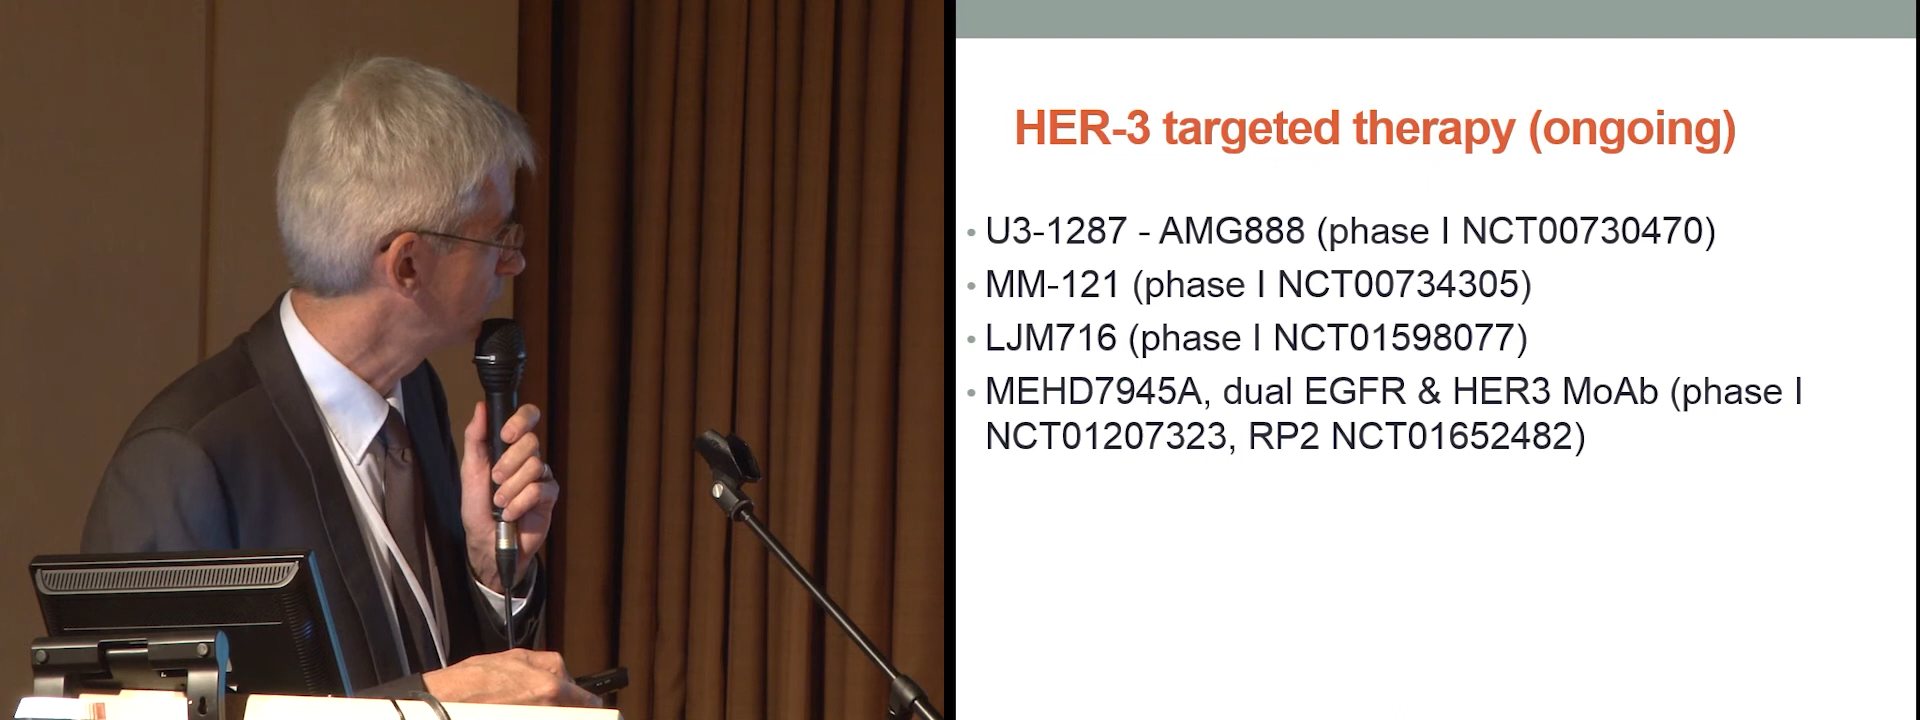 HER-3 targeted therapy (ongoing)
• U3-1287 - AMG888 (phase I NCT00730470)
• MM-121 (phase I NCT00734305)
• LJM716 (phase I NCT01598077)
• MEHD7945A, dual EGFR & HER3 MoAb (phase I
NCT01207323, RP2 NCT01652482)